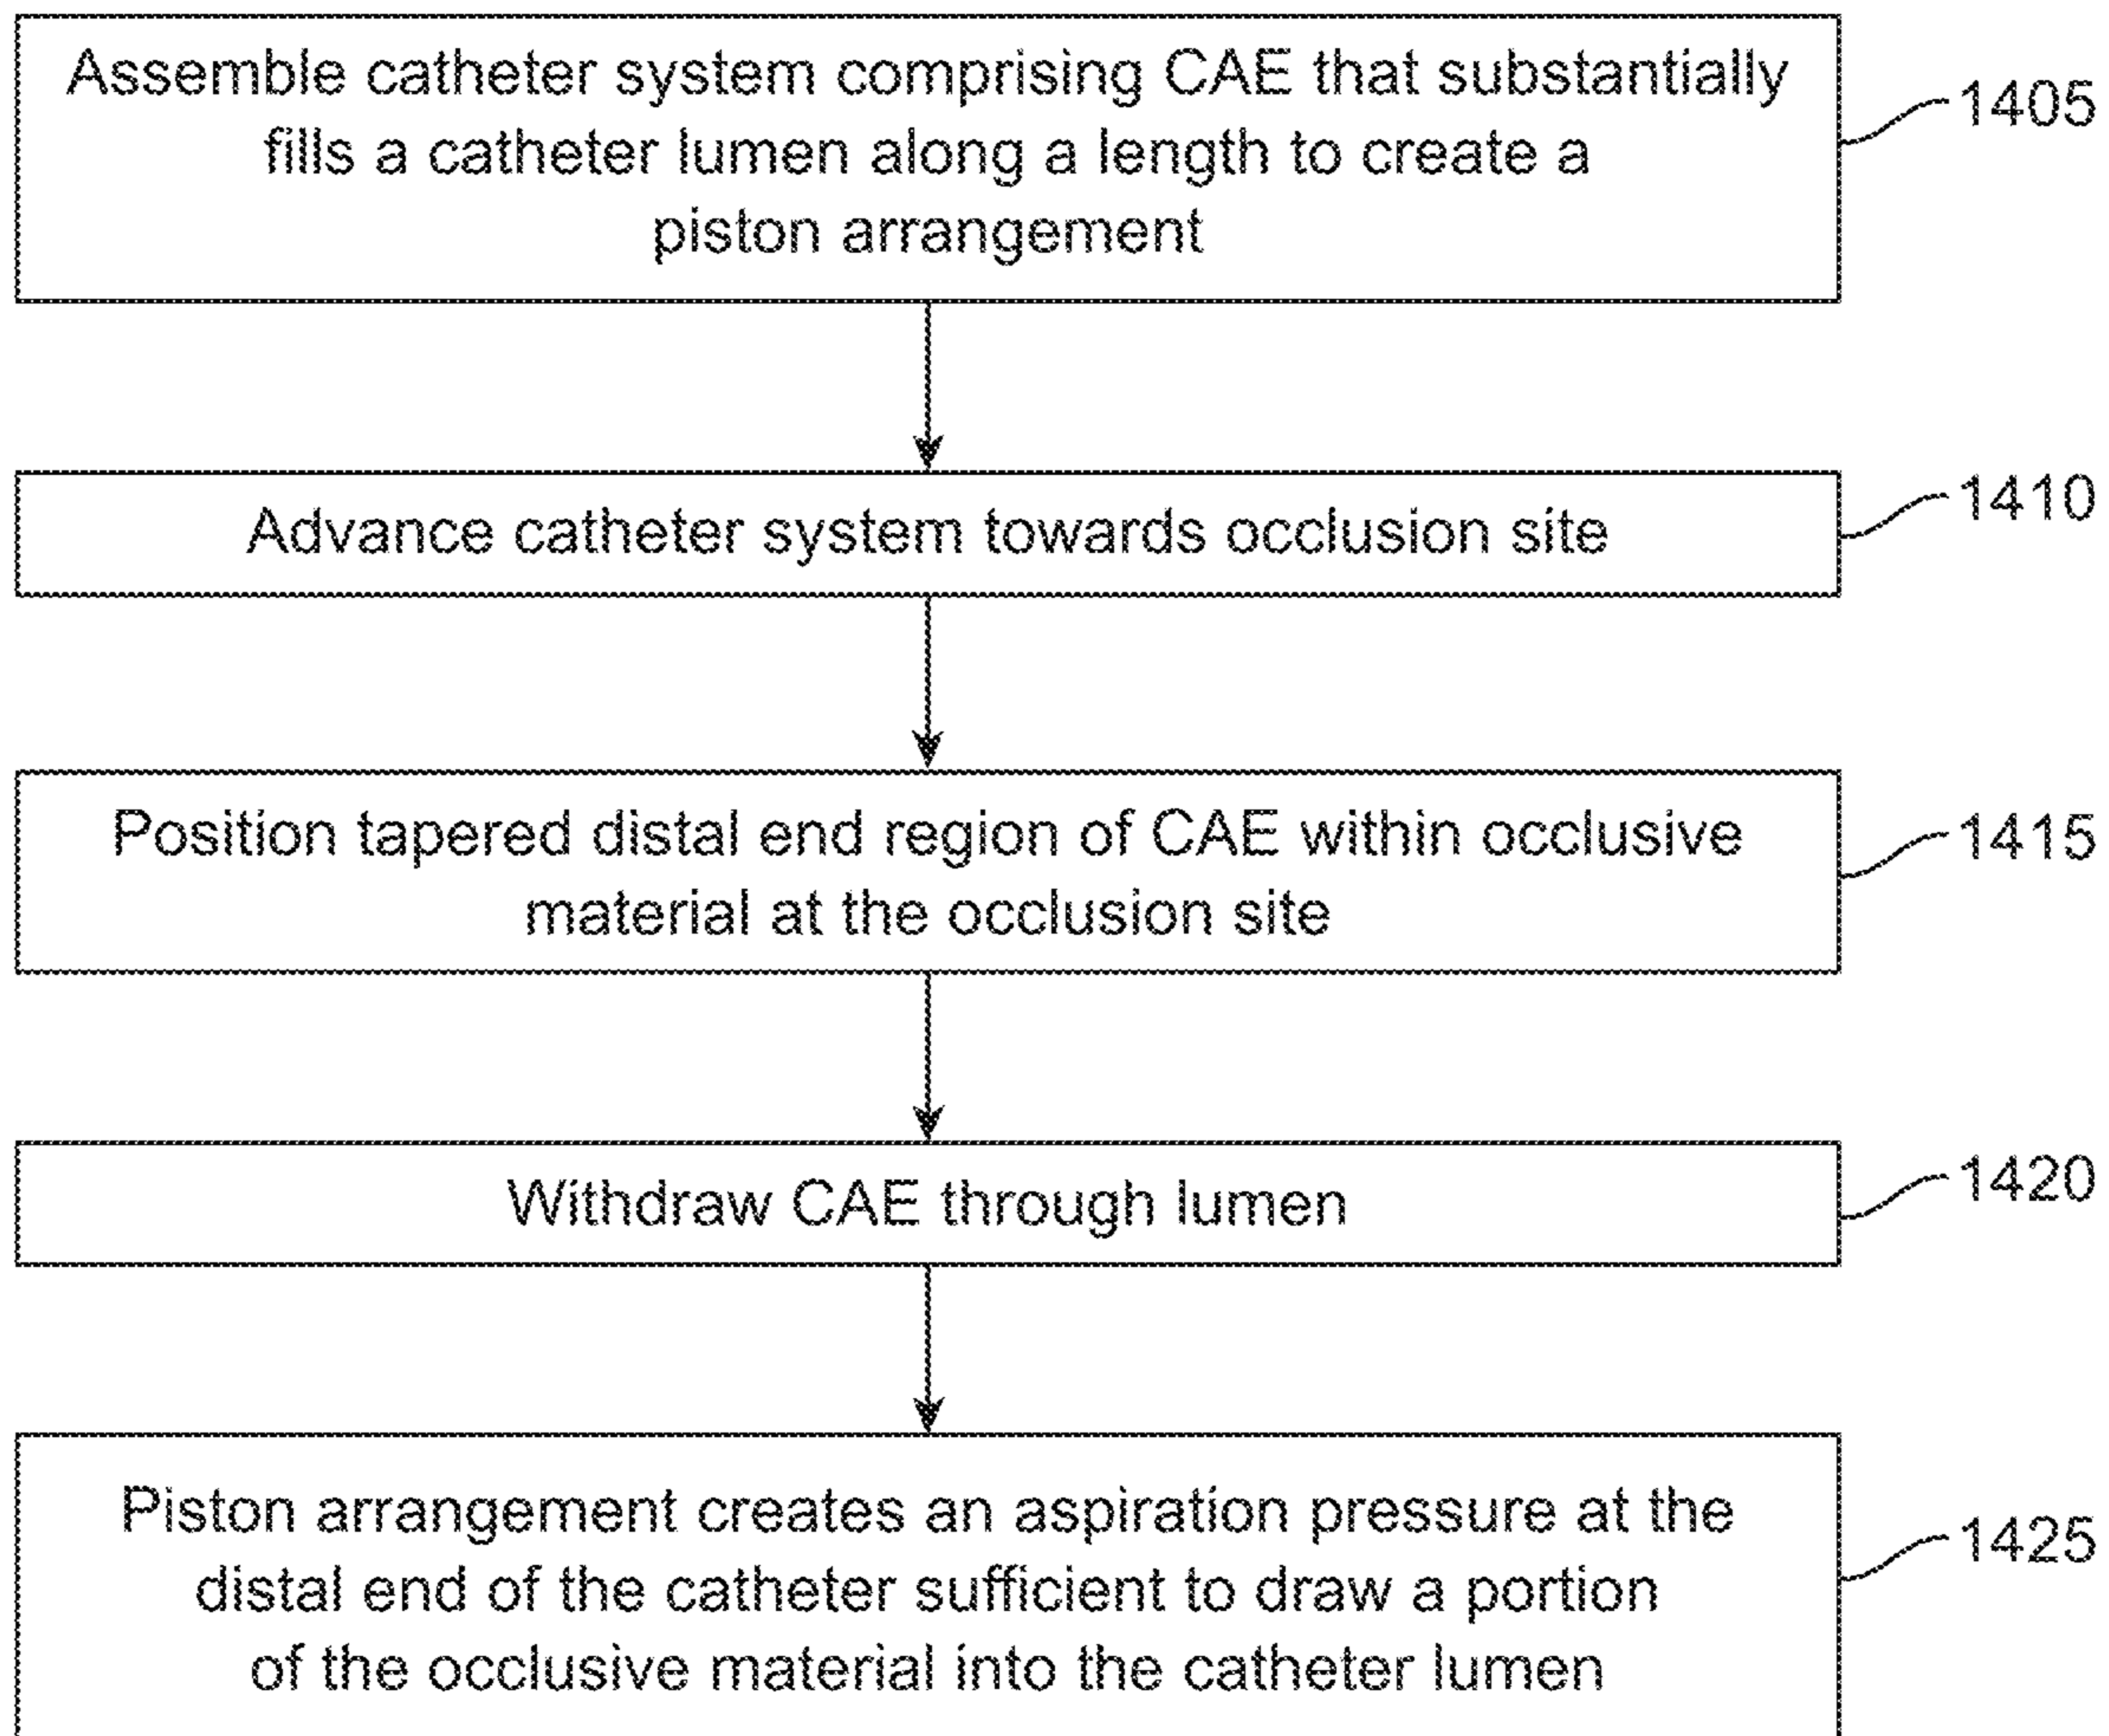 Assemble catheter system comprising CAE that substantially
fills a catheter lumen along a length to create a
piston arrangement
1405
Advance catheter system towards occlusion site
1410
Position tapered distal end region of CAE within occlusive
material at the occlusion site
1415
Withdraw CAE through lumen
1420
Piston arrangement creates an aspiration pressure at the
distal end of the catheter sufficient to draw a portion
of the occlusive material into the catheter lumen
1425